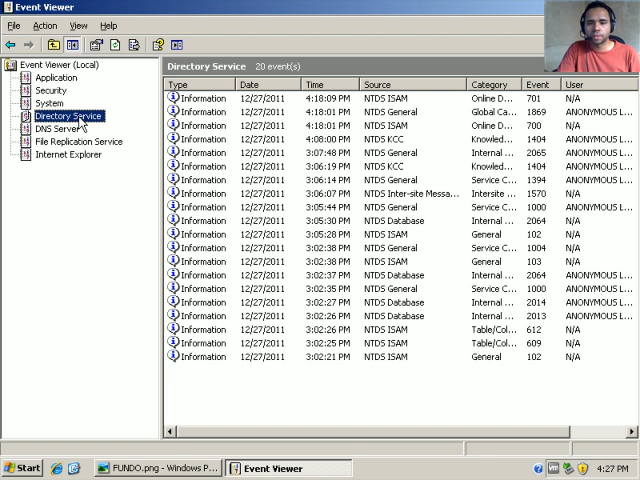 Event Viewer
File Action View Help
Event Viewer (Local)
Application
Security
System
Directory Service
DNS Server
File Replication Service
Internet Explorer
Directory Service 20 event(s)
Type Date Time Source Category Event User
Information 12/27/2011 4:18:09 PM NTDS ISAM Online D... 701 N/A
Information 12/27/2011 4:18:01 PM NTDS General Global Ca... 1869 ANONYMOUS L...
Information 12/27/2011 4:18:01 PM NTDS ISAM Online D... 700 N/A
Information 12/27/2011 4:08:00 PM NTDS KCC Knowled... 1404 ANONYMOUS L...
Information 12/27/2011 3:07:48 PM NTDS General Internal ... 2065 ANONYMOUS L...
Information 12/27/2011 3:06:19 PM NTDS KCC Knowled... 1404 ANONYMOUS L...
Information 12/27/2011 3:06:14 PM NTDS General Service C... 1394 ANONYMOUS L...
Information 12/27/2011 3:06:07 PM NTDS Inter-site Messa... Intersite ... 1570 N/A
Information 12/27/2011 3:05:44 PM NTDS General Service C... 1000 ANONYMOUS L...
Information 12/27/2011 3:05:30 PM NTDS Database Internal ... 2064 N/A
Information 12/27/2011 3:05:28 PM NTDS ISAM General 102 N/A
Information 12/27/2011 3:02:38 PM NTDS General Service C... 1004 N/A
Information 12/27/2011 3:02:38 PM NTDS ISAM General 103 N/A
Information 12/27/2011 3:02:37 PM NTDS Database Internal ... 2064 ANONYMOUS L...
Information 12/27/2011 3:02:35 PM NTDS General Service C... 1000 ANONYMOUS L...
Information 12/27/2011 3:02:27 PM NTDS Database Internal ... 2014 ANONYMOUS L...
Information 12/27/2011 3:02:26 PM NTDS Database Internal ... 2013 ANONYMOUS L...
Information 12/27/2011 3:02:26 PM NTDS ISAM Table/Col... 612 N/A
Information 12/27/2011 3:02:25 PM NTDS ISAM Table/Col... 609 N/A
Information 12/27/2011 3:02:21 PM NTDS ISAM General 102 N/A
Start FUNDO.png - Windows P... Event Viewer 4:27 PM